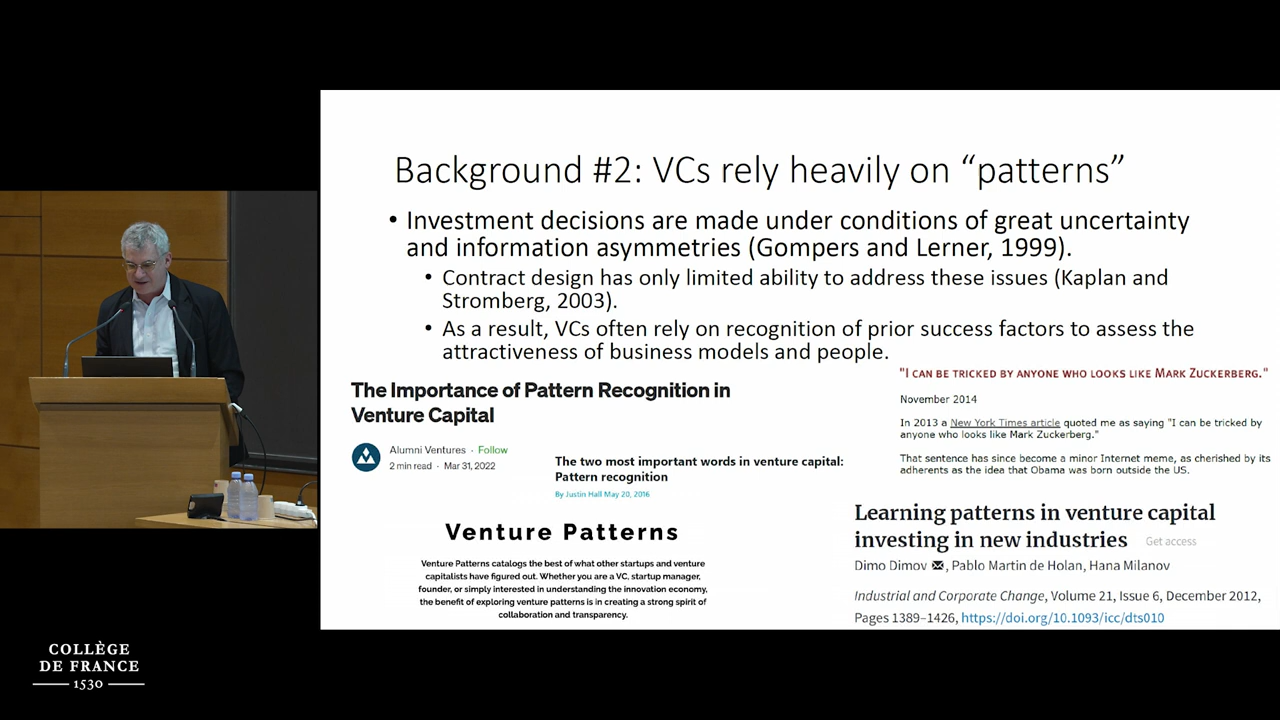 Background #2: VCs rely heavily on “patterns”
• Investment decisions are made under conditions of great uncertainty
and information asymmetries (Gompers and Lerner, 1999).
• Contract design has only limited ability to address these issues (Kaplan and
Stromberg, 2003).
• As a result, VCs often rely on recognition of prior success factors to assess the
attractiveness of business models and people.
The Importance of Pattern Recognition in
Venture Capital
Alumni Ventures · Follow
2 min read · Mar 31, 2022
The two most important words in venture capital:
Pattern recognition
By Justin Hall May 20, 2016
Venture Patterns
Venture Patterns catalogs the best of what other startups and venture
capitalists have figured out. Whether you are a VC, startup manager,
founder, or simply interested in understanding the innovation economy,
the benefit of exploring venture patterns is in creating a strong spirit of
collaboration and transparency.
"I CAN BE TRICKED BY ANYONE WHO LOOKS LIKE MARK ZUCKERBERG."
November 2014
In 2013 a New York Times article quoted me as saying "I can be tricked by
anyone who looks like Mark Zuckerberg."
That sentence has since become a minor Internet meme, as cherished by its
adherents as the idea that Obama was born outside the US.
Learning patterns in venture capital
investing in new industries Get access
Dimo Dimov, Pablo Martin de Holan, Hana Milanov
Industrial and Corporate Change, Volume 21, Issue 6, December 2012,
Pages 1389–1426, https://doi.org/10.1093/icc/dts010
COLLÈGE
DE FRANCE
1530